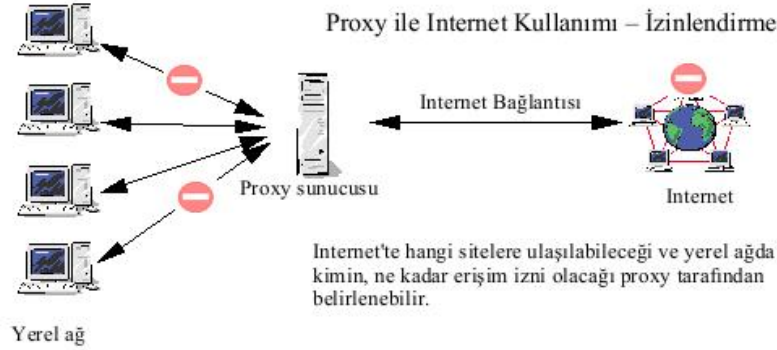 Proxy ile Internet Kullanımı – İzinlendirme
Internet Bağlantısı
Proxy sunucusu
Internet
Internet'te hangi sitelere ulaşılabileceği ve yerel ağda
kimin, ne kadar erişim izni olacağı proxy tarafından
belirlenebilir.
Yerel ağ